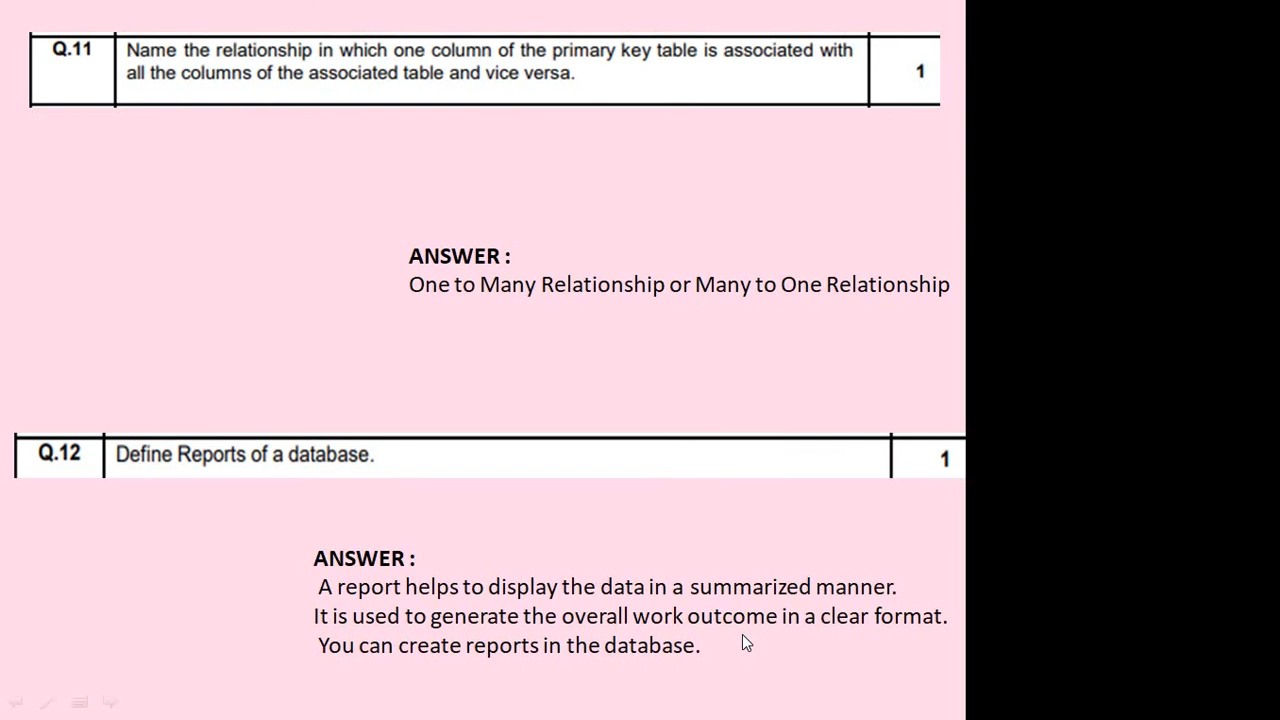 Q.11 Name the relationship in which one column of the primary key table is associated with
all the columns of the associated table and vice versa. 1
ANSWER :
One to Many Relationship or Many to One Relationship
Q.12 Define Reports of a database. 1
ANSWER :
A report helps to display the data in a summarized manner.
It is used to generate the overall work outcome in a clear format.
You can create reports in the database.